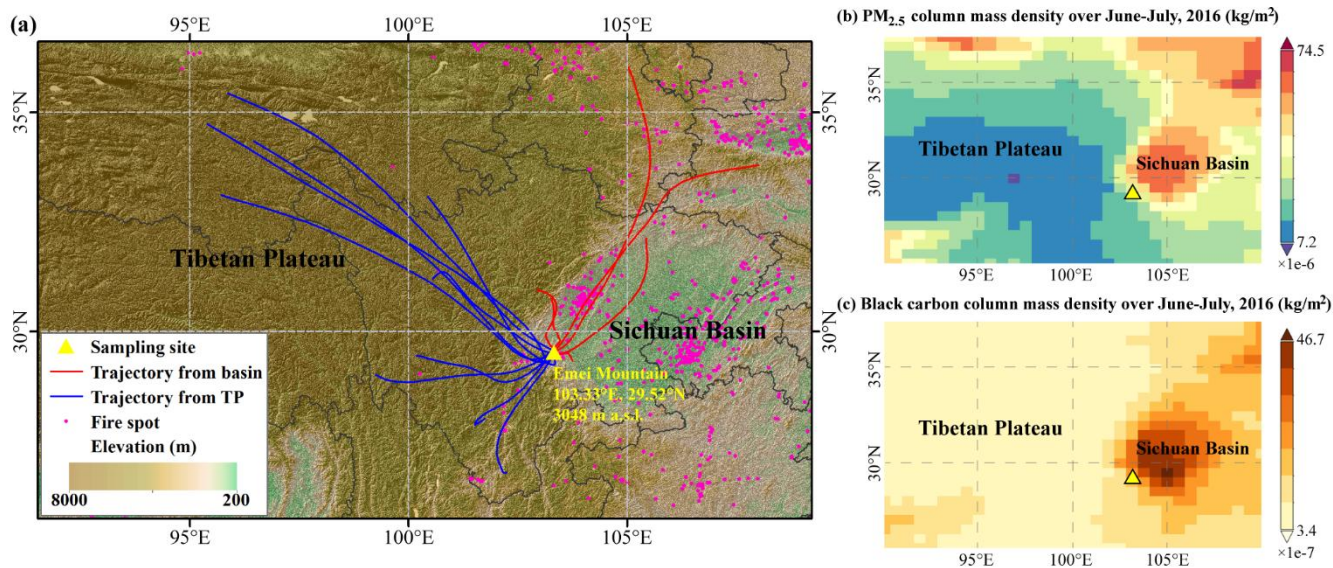 (a)
95°E
100°E
105°E
35°N
35°N
30°N
30°N
Tibetan Plateau
Sichuan Basin
Emei Mountain
103.33°E, 29.52°N
3048 m a.s.l.
Sampling site
Trajectory from basin
Trajectory from TP
Fire spot
Elevation (m)
8000
200
95°E
100°E
105°E
(b) PM2.5 column mass density over June-July, 2016 (kg/m²)
35°N
30°N
Tibetan Plateau
Sichuan Basin
95°E
100°E
105°E
74.5
7.2
×1e-6
(c) Black carbon column mass density over June-July, 2016 (kg/m²)
35°N
30°N
Tibetan Plateau
Sichuan Basin
95°E
100°E
105°E
46.7
3.4
×1e-7